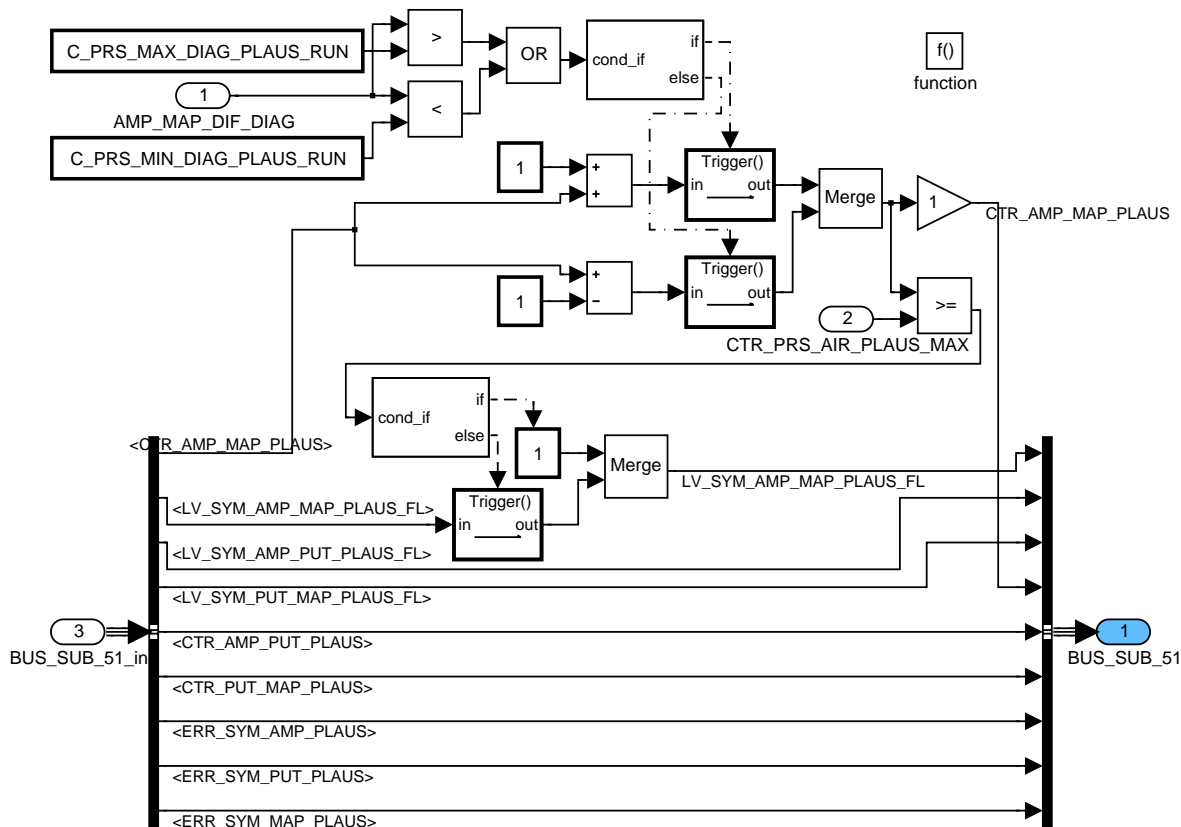 C_PRS_MAX_DIAG_PLAUS_RUN
>
OR
cond_if
if
else
f()
function
1
AMP_MAP_DIF_DIAG
<
C_PRS_MIN_DIAG_PLAUS_RUN
1
+
+
Trigger()
in
out
Merge
1
CTR_AMP_MAP_PLAUS
1
+
−
Trigger()
in
out
>=
2
CTR_PRS_AIR_PLAUS_MAX
cond_if
if
else
1
Merge
<CTR_AMP_MAP_PLAUS>
LV_SYM_AMP_MAP_PLAUS_FL
Trigger()
in
out
<LV_SYM_AMP_MAP_PLAUS_FL>
<LV_SYM_AMP_PUT_PLAUS_FL>
<LV_SYM_PUT_MAP_PLAUS_FL>
3
BUS_SUB_51_in
<CTR_AMP_PUT_PLAUS>
1
BUS_SUB_51
<CTR_PUT_MAP_PLAUS>
<ERR_SYM_AMP_PLAUS>
<ERR_SYM_PUT_PLAUS>
<ERR_SYM_MAP_PLAUS>